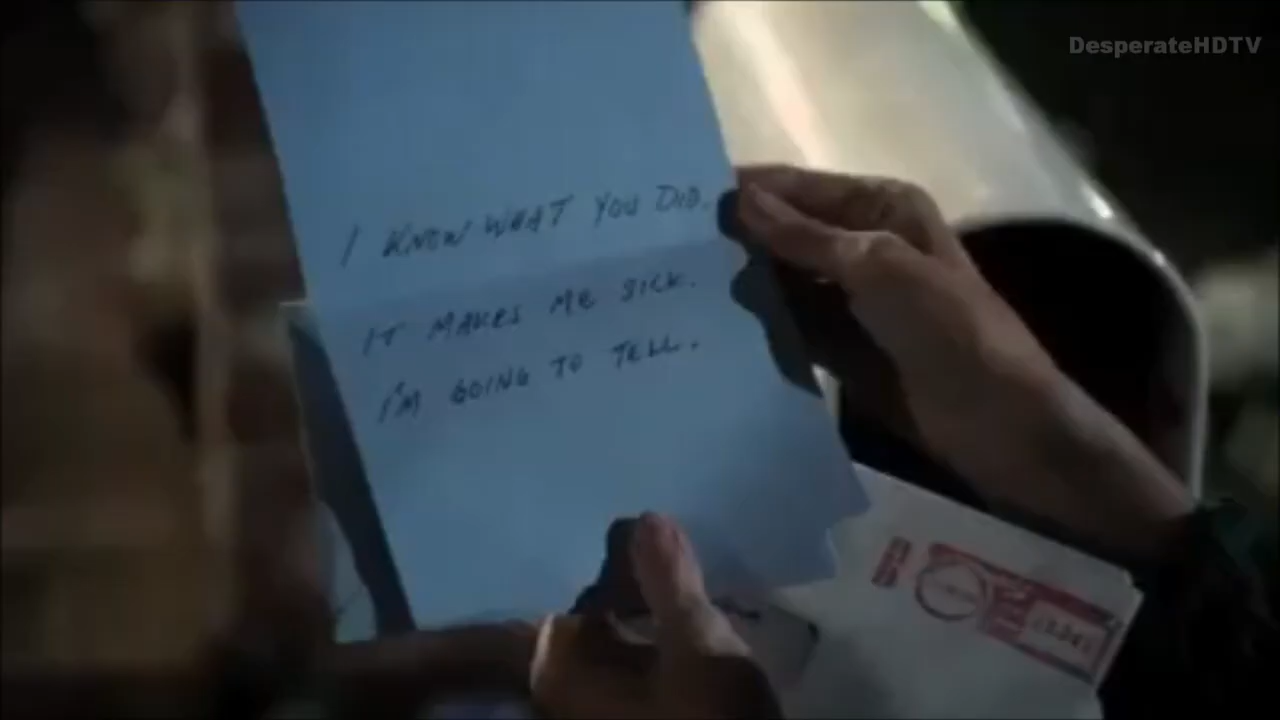 DesperateHDTV
I KNOW WHAT YOU DID.
IT MAKES ME SICK.
I'M GOING TO TELL.